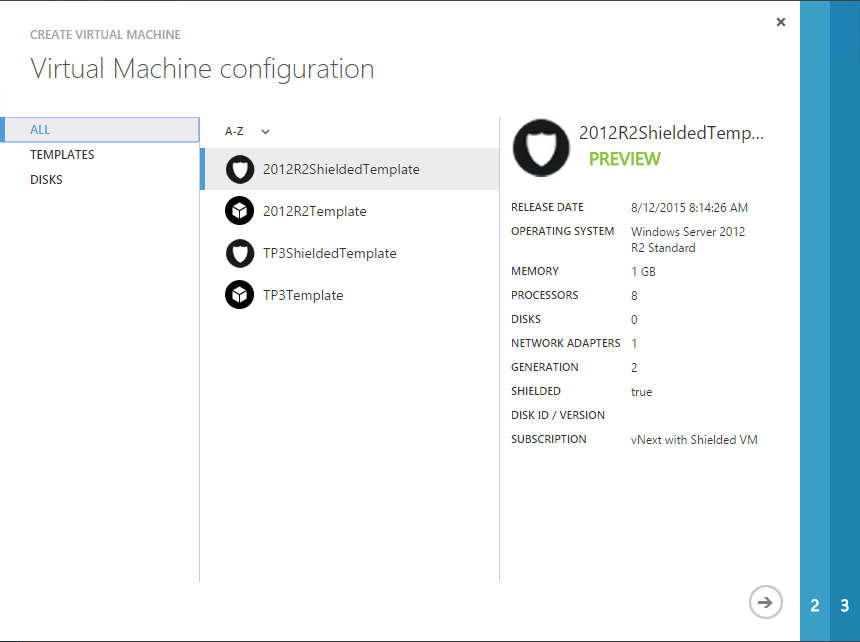 CREATE VIRTUAL MACHINE
Virtual Machine configuration
ALL
TEMPLATES
DISKS
A-Z
2012R2ShieldedTemplate
2012R2Template
TP3ShieldedTemplate
TP3Template
2012R2ShieldedTemp...
PREVIEW
RELEASE DATE 8/12/2015 8:14:26 AM
OPERATING SYSTEM Windows Server 2012
R2 Standard
MEMORY 1 GB
PROCESSORS 8
DISKS 0
NETWORK ADAPTERS 1
GENERATION 2
SHIELDED true
DISK ID / VERSION
SUBSCRIPTION vNext with Shielded VM
2 3